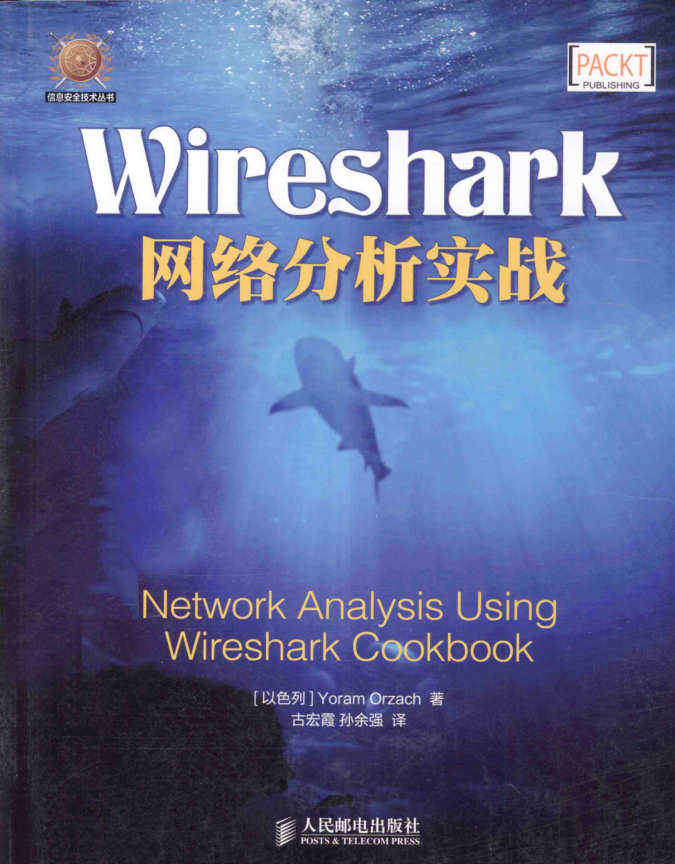 信息安全技术丛书
[PACKT]
PUBLISHING
Wireshark
网络分析实战
Network Analysis Using
Wireshark Cookbook
[以色列] Yoram Orzach 著
古宏霞 孙余强 译
人民邮电出版社
POSTS & TELECOM PRESS